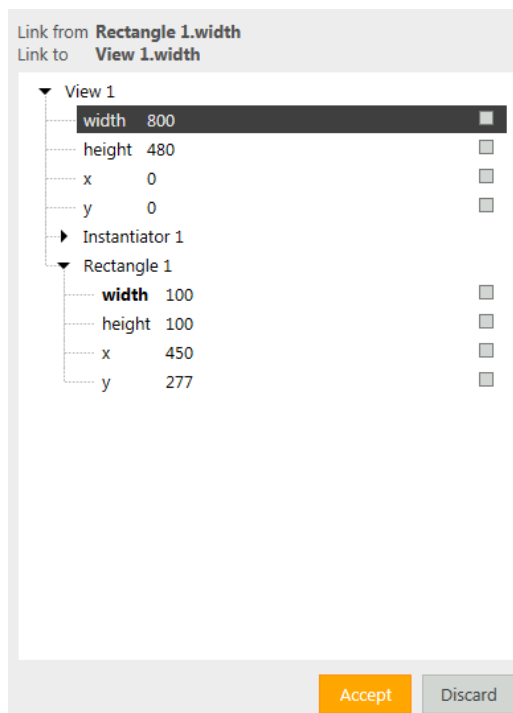 Link from Rectangle 1.width
Link to View 1.width
View 1
width 800
height 480
x 0
y 0
Instantiator 1
Rectangle 1
width 100
height 100
x 450
y 277
Accept Discard